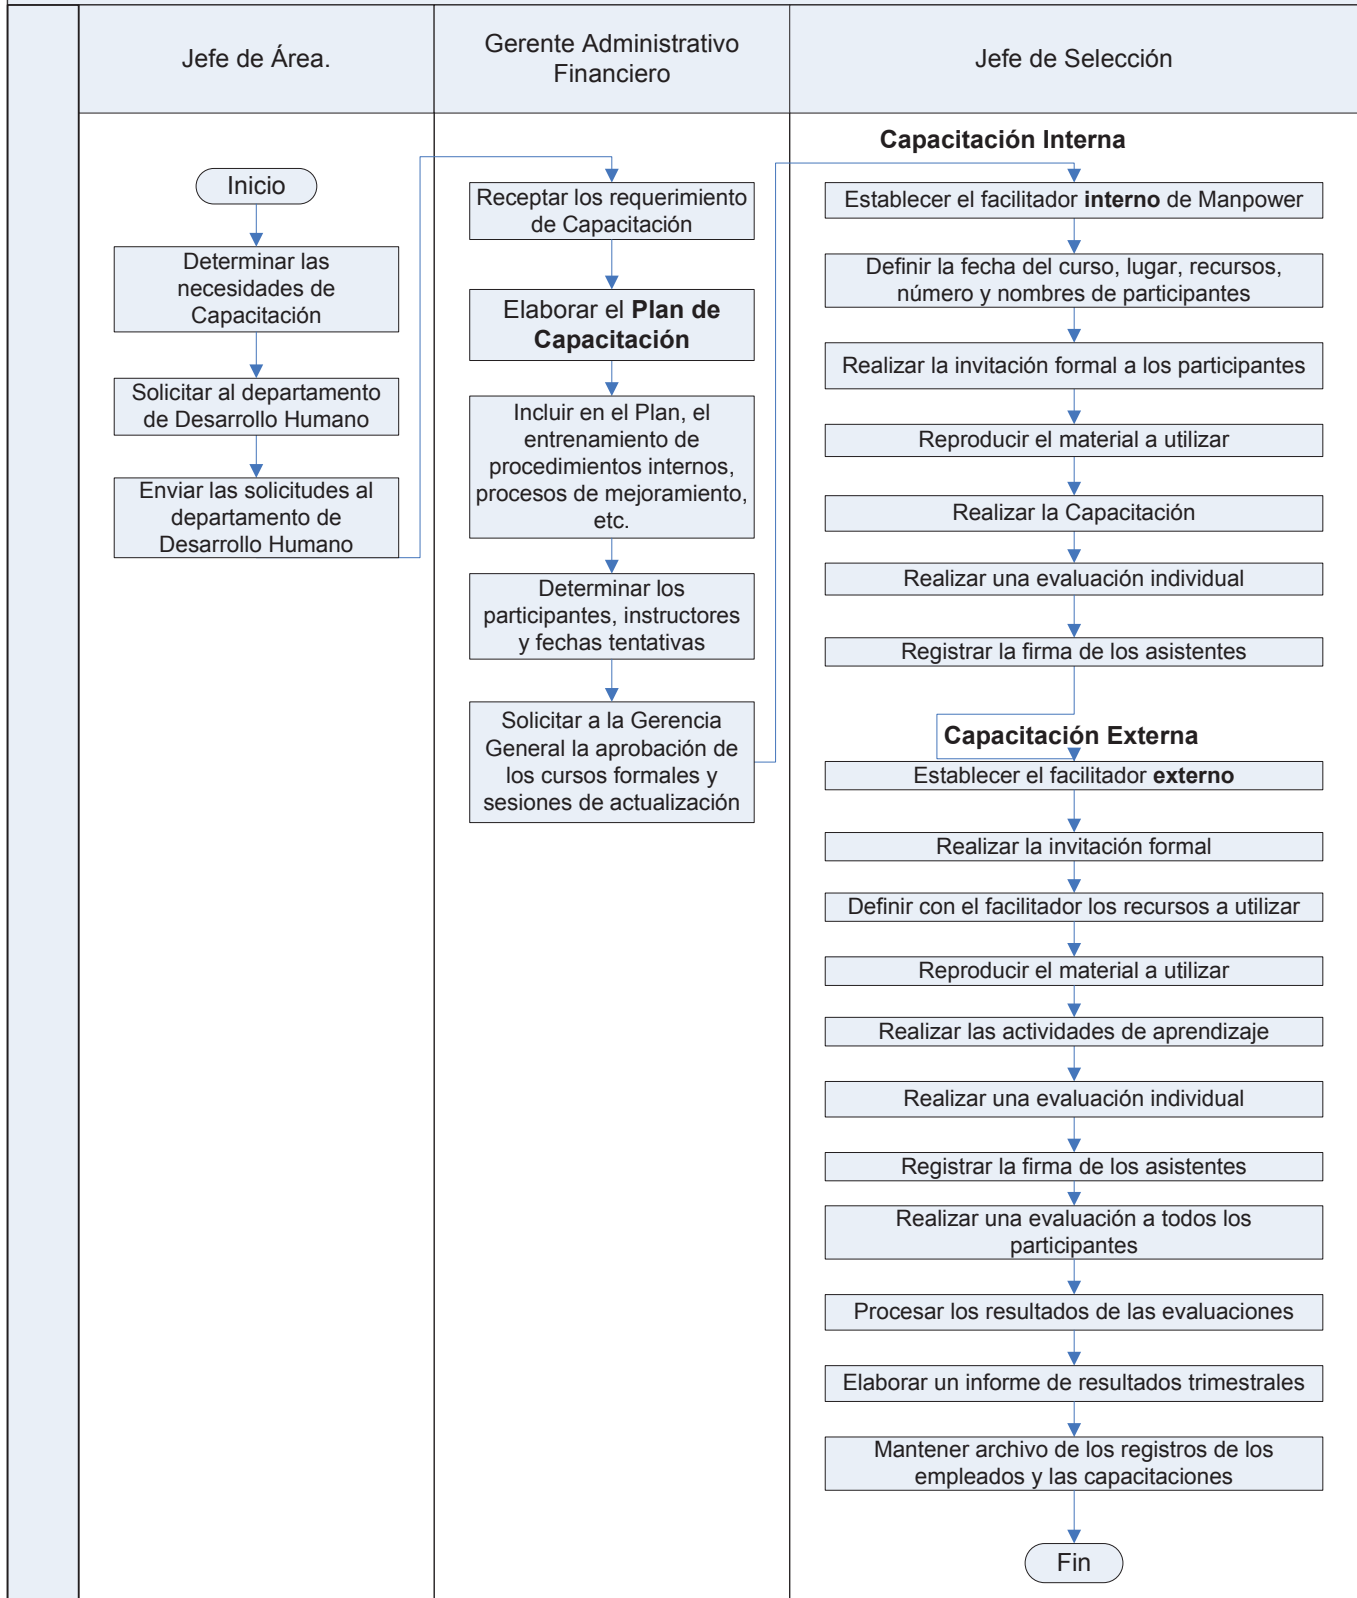 Jefe de Área.
Gerente Administrativo
Financiero
Jefe de Selección
Inicio
Determinar las
necesidades de
Capacitación
Solicitar al departamento
de Desarrollo Humano
Enviar las solicitudes al
departamento de
Desarrollo Humano
Receptar los requerimiento
de Capacitación
Elaborar el Plan de
Capacitación
Incluir en el Plan, el
entrenamiento de
procedimientos internos,
procesos de mejoramiento,
etc.
Determinar los
participantes, instructores
y fechas tentativas
Solicitar a la Gerencia
General la aprobación de
los cursos formales y
sesiones de actualización
Capacitación Interna
Establecer el facilitador interno de Manpower
Definir la fecha del curso, lugar, recursos,
número y nombres de participantes
Realizar la invitación formal a los participantes
Reproducir el material a utilizar
Realizar la Capacitación
Realizar una evaluación individual
Registrar la firma de los asistentes
Capacitación Externa
Establecer el facilitador externo
Realizar la invitación formal
Definir con el facilitador los recursos a utilizar
Reproducir el material a utilizar
Realizar las actividades de aprendizaje
Realizar una evaluación individual
Registrar la firma de los asistentes
Realizar una evaluación a todos los
participantes
Procesar los resultados de las evaluaciones
Elaborar un informe de resultados trimestrales
Mantener archivo de los registros de los
empleados y las capacitaciones
Fin